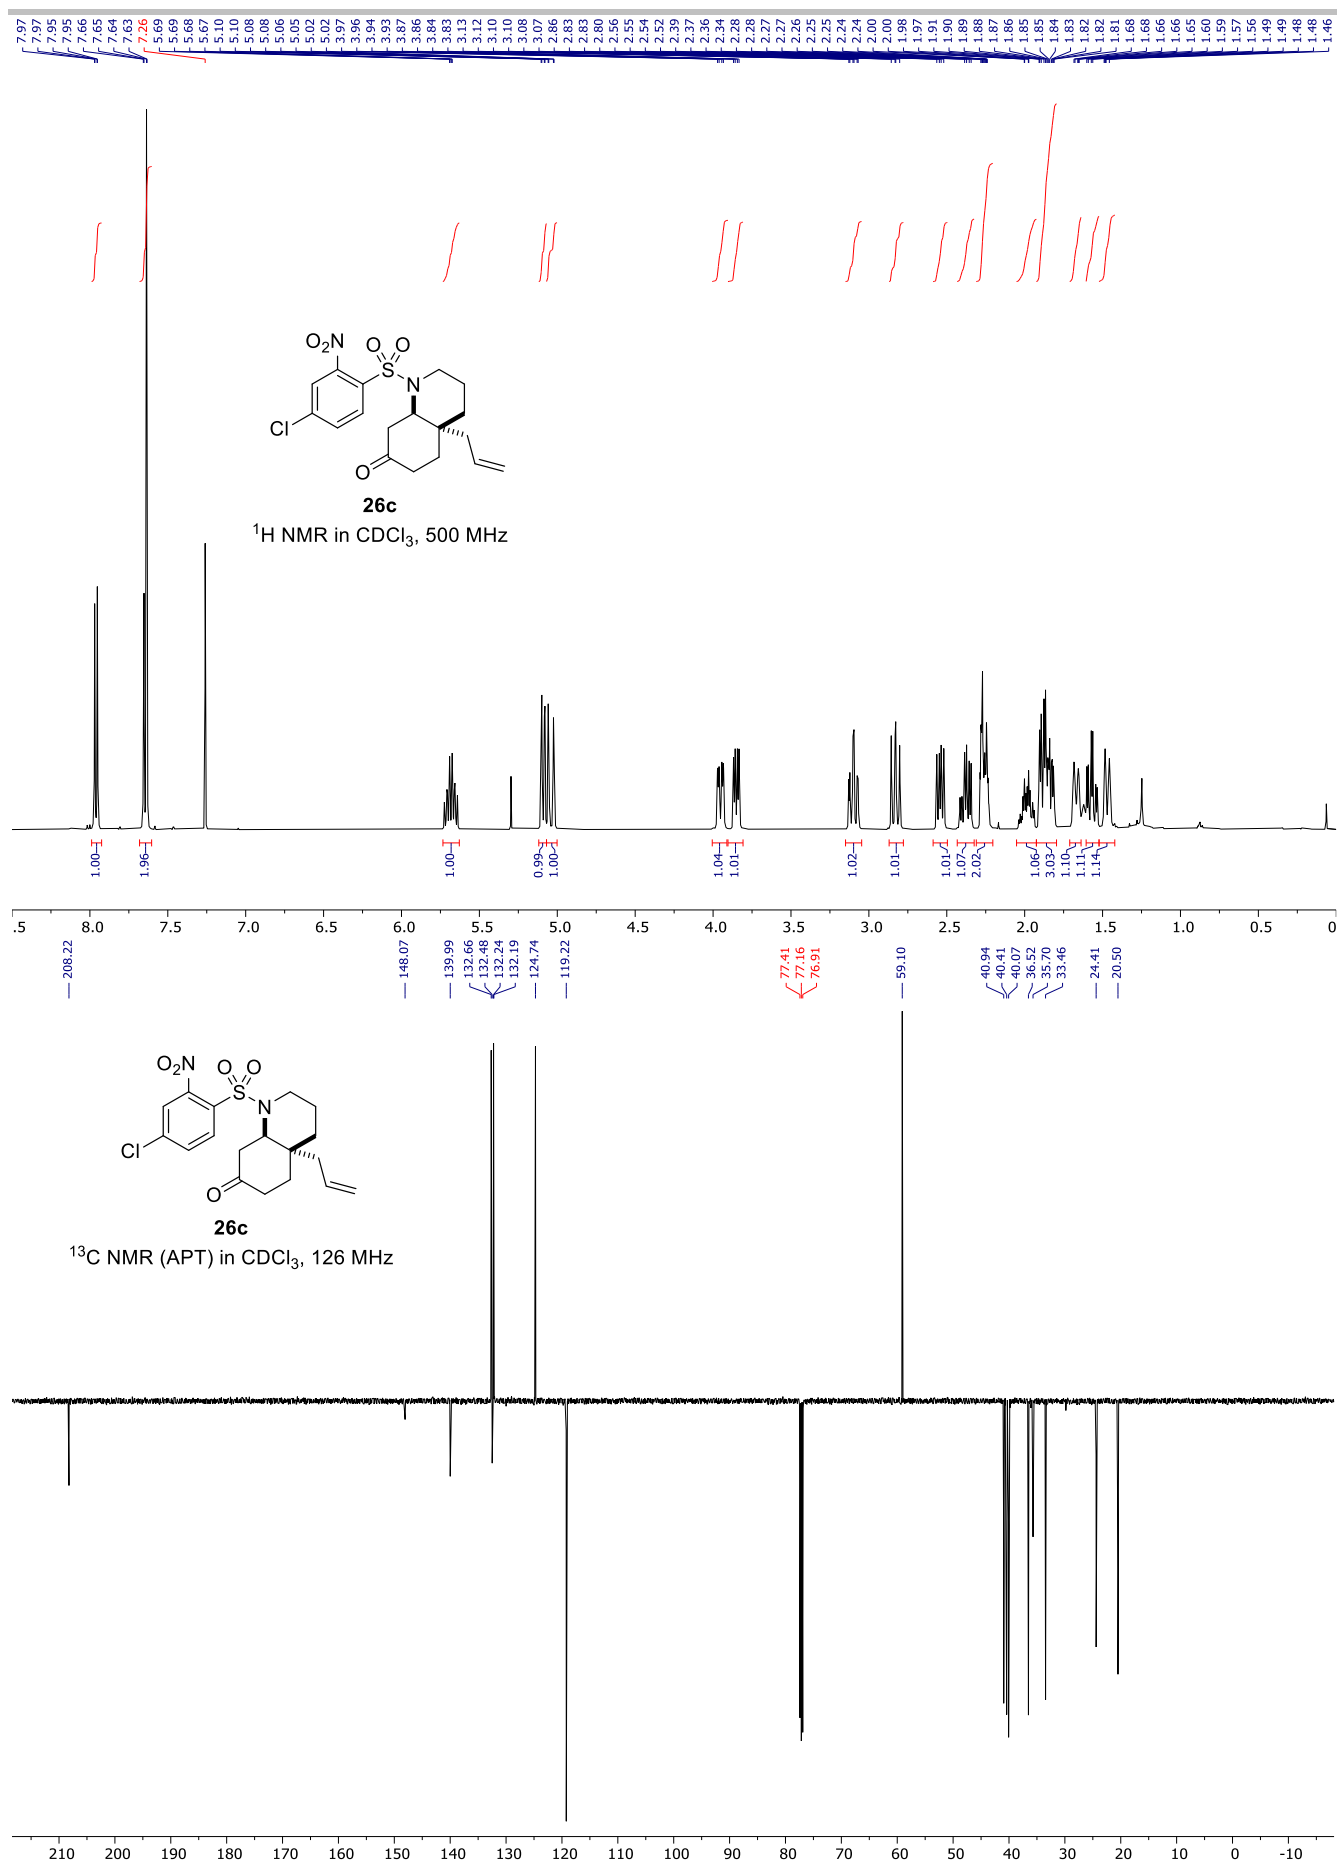 7.97 7.97 7.95 7.95 7.66 7.65 7.64 7.63 7.26 5.69 5.69 5.68 5.67 5.10 5.10 5.08 5.08 5.06 5.05 5.02 5.02 3.97 3.96 3.94 3.93 3.86 3.84 3.83 3.13 3.12 3.10 3.10 3.08 3.07 2.86 2.83 2.83 2.80 2.56 2.55 2.54 2.52 2.39 2.37 2.36 2.34 2.28 2.28 2.27 2.27 2.26 2.25 2.25 2.24 2.24 2.00 2.00 1.98 1.97 1.91 1.90 1.89 1.88 1.87 1.86 1.85 1.85 1.84 1.83 1.82 1.82 1.81 1.68 1.68 1.66 1.66 1.65 1.60 1.59 1.57 1.56 1.49 1.49 1.48 1.48 1.46
O2N
O O
S
N
Cl
O
26c
1H NMR in CDCl3, 500 MHz
1.00 1.96 1.00 0.99 1.00 1.04 1.01 1.02 1.01 1.01 1.07 2.02 1.06 3.03 1.10 1.11 1.14
.5 8.0 7.5 7.0 6.5 6.0 5.5 5.0 4.5 4.0 3.5 3.0 2.5 2.0 1.5 1.0 0.5 0
208.22 148.07 139.99 132.66 132.48 132.24 132.19 124.74 119.22 77.41 77.16 76.91 59.10 40.94 40.41 40.07 36.52 35.70 33.46 24.41 20.50
O2N
O O
S
N
Cl
O
26c
13C NMR (APT) in CDCl3, 126 MHz
210 200 190 180 170 160 150 140 130 120 110 100 90 80 70 60 50 40 30 20 10 0 -10